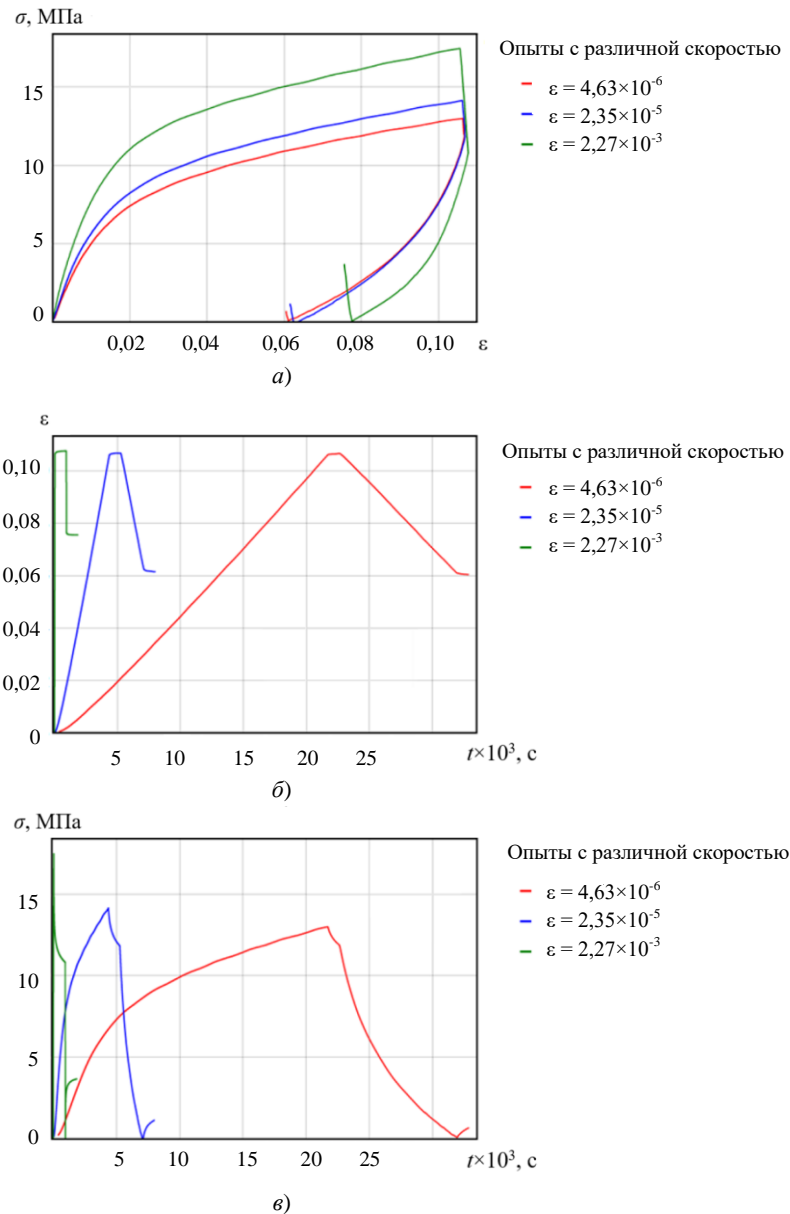 σ, МПа
Опыты с различной скоростью
ε = 4,63×10⁻⁶
ε = 2,35×10⁻⁵
ε = 2,27×10⁻³
15
10
5
0
0,02 0,04 0,06 0,08 0,10 ε
а)
ε
Опыты с различной скоростью
ε = 4,63×10⁻⁶
ε = 2,35×10⁻⁵
ε = 2,27×10⁻³
0,10
0,08
0,06
0,04
0,02
0
5 10 15 20 25 t×10³, с
б)
σ, МПа
Опыты с различной скоростью
ε = 4,63×10⁻⁶
ε = 2,35×10⁻⁵
ε = 2,27×10⁻³
15
10
5
0
5 10 15 20 25 t×10³, с
в)